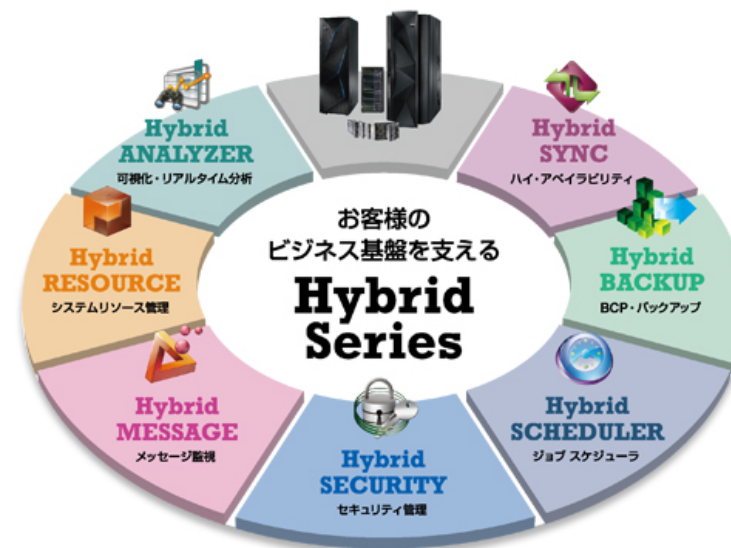 Hybrid
ANALYZER
可視化・リアルタイム分析
Hybrid
SYNC
ハイ・アベイラビリティ
Hybrid
RESOURCE
システムリソース管理
お客様の
ビジネス基盤を支える
Hybrid
Series
Hybrid
BACKUP
BCP・バックアップ
Hybrid
MESSAGE
メッセージ監視
Hybrid
SECURITY
セキュリティ管理
Hybrid
SCHEDULER
ジョブ スケジューラ